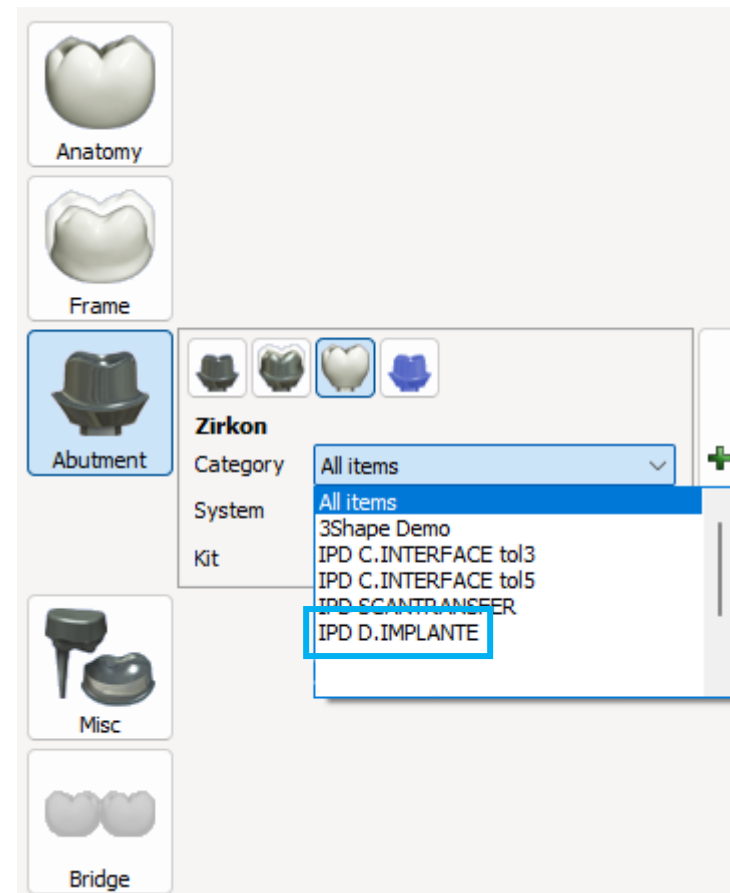 Anatomy
Frame
Abutment
Zirkon
Category
All items
System
Kit
All items
3Shape Demo
IPD C.INTERFACE tol3
IPD C.INTERFACE tol5
IPD SCANTRANSFER
IPD D.IMPLANTE
Misc
Bridge